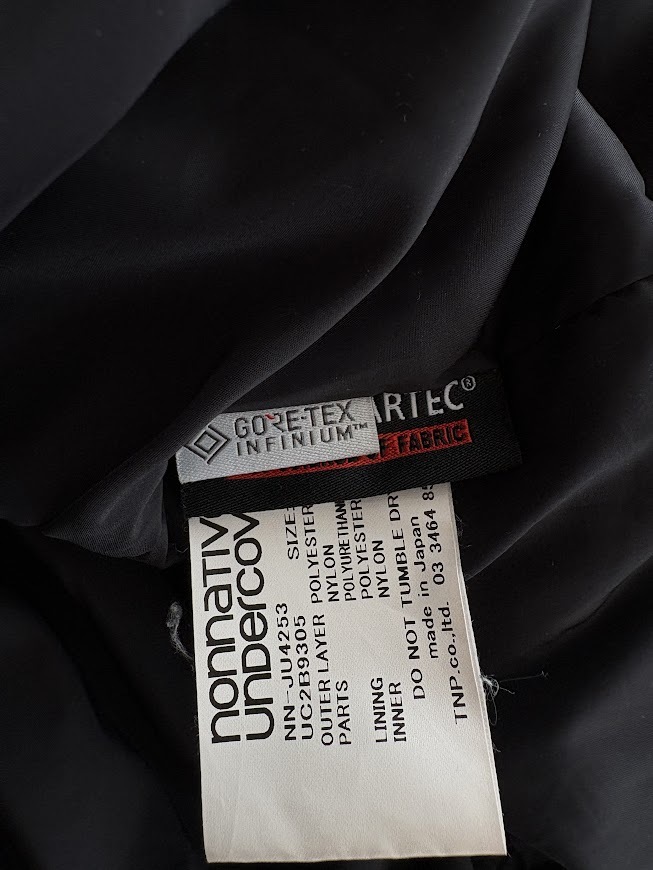 GORE-TEX
INFINIUM™
ARTEC®
OF FABRIC
nonnativ
UNDERCOV
NN-JU4253 SIZE:
UC2B9305
OUTER LAYER POLYESTER
PARTS NYLON
POLYURETHAN
POLYESTER
LINING NYLON
INNER
DO NOT TUMBLE DR
made in Japan
TNP.co.,ltd. 03 3464 85